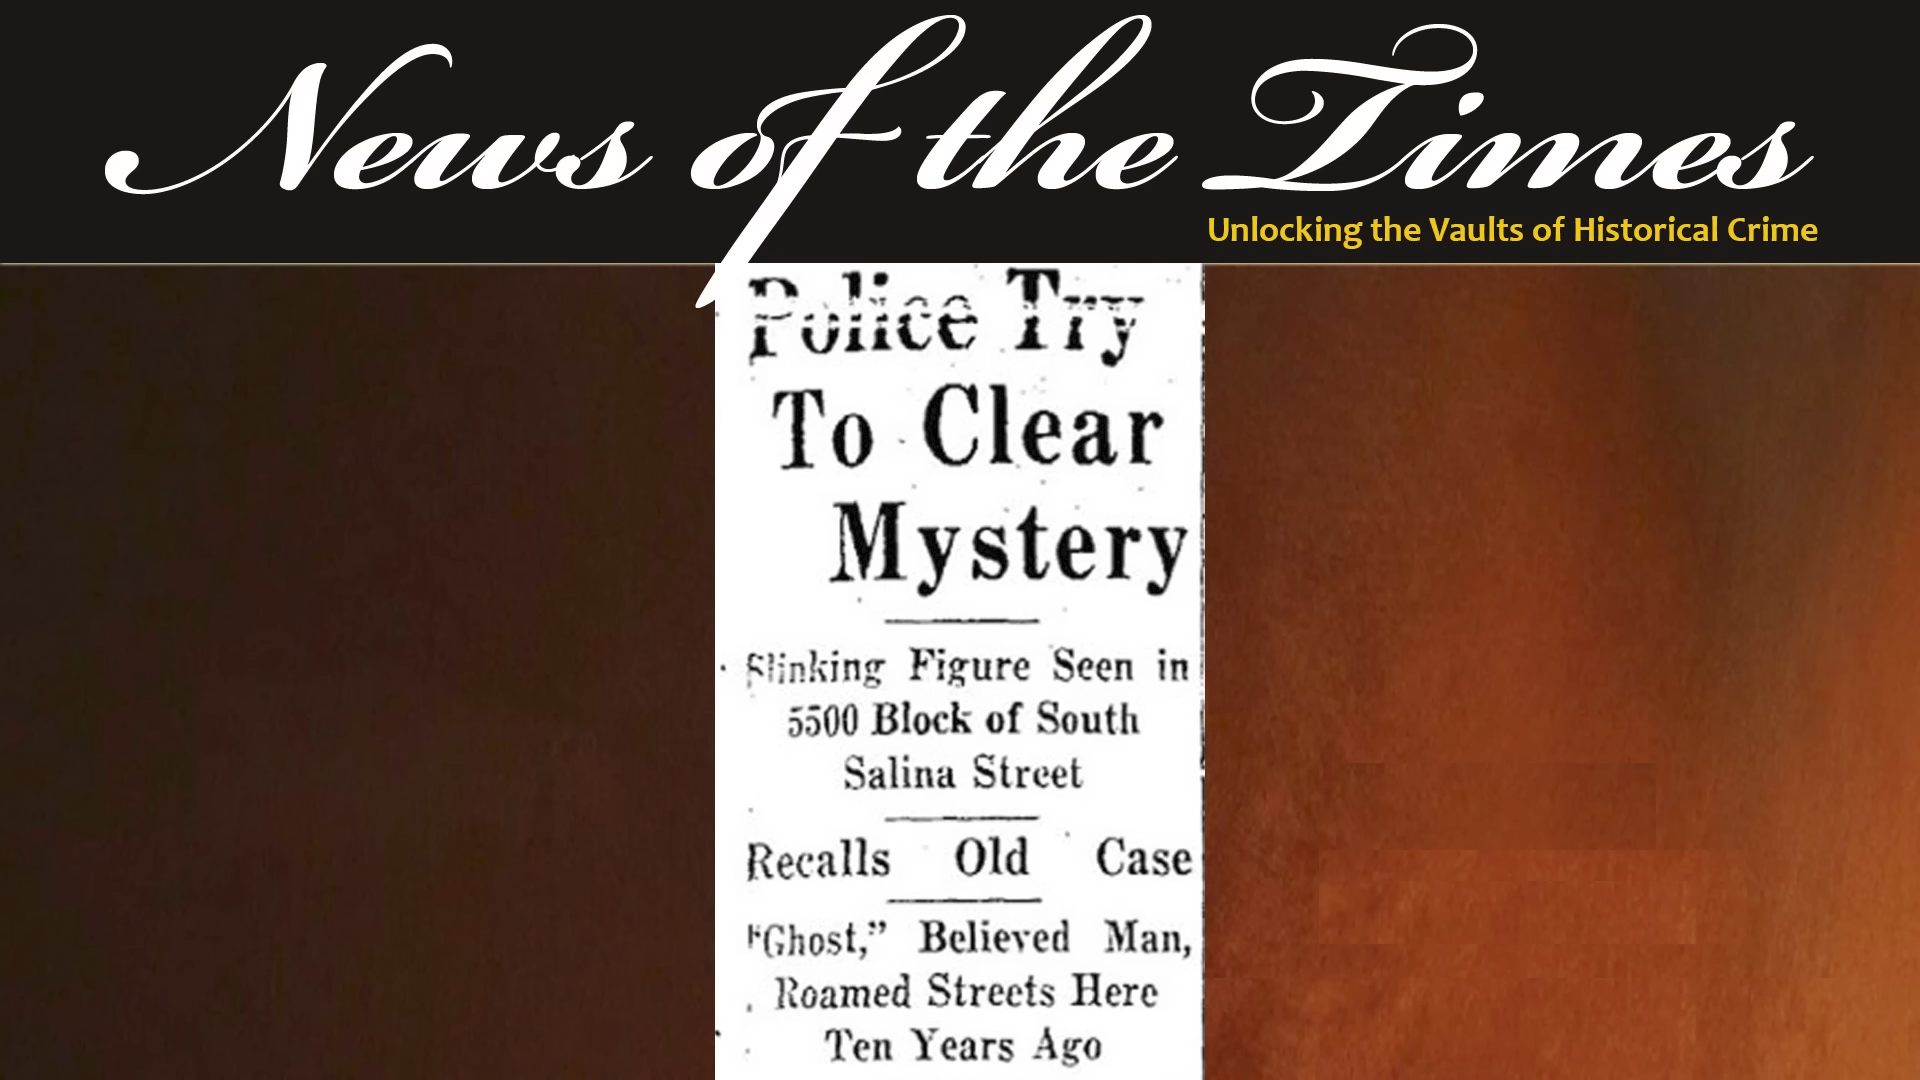 News of the Times
Unlocking the Vaults of Historical Crime
Police Try
To Clear
Mystery
Slinking Figure Seen in
5500 Block of South
Salina Street
Recalls Old Case
"Ghost," Believed Man,
Roamed Streets Here
Ten Years Ago